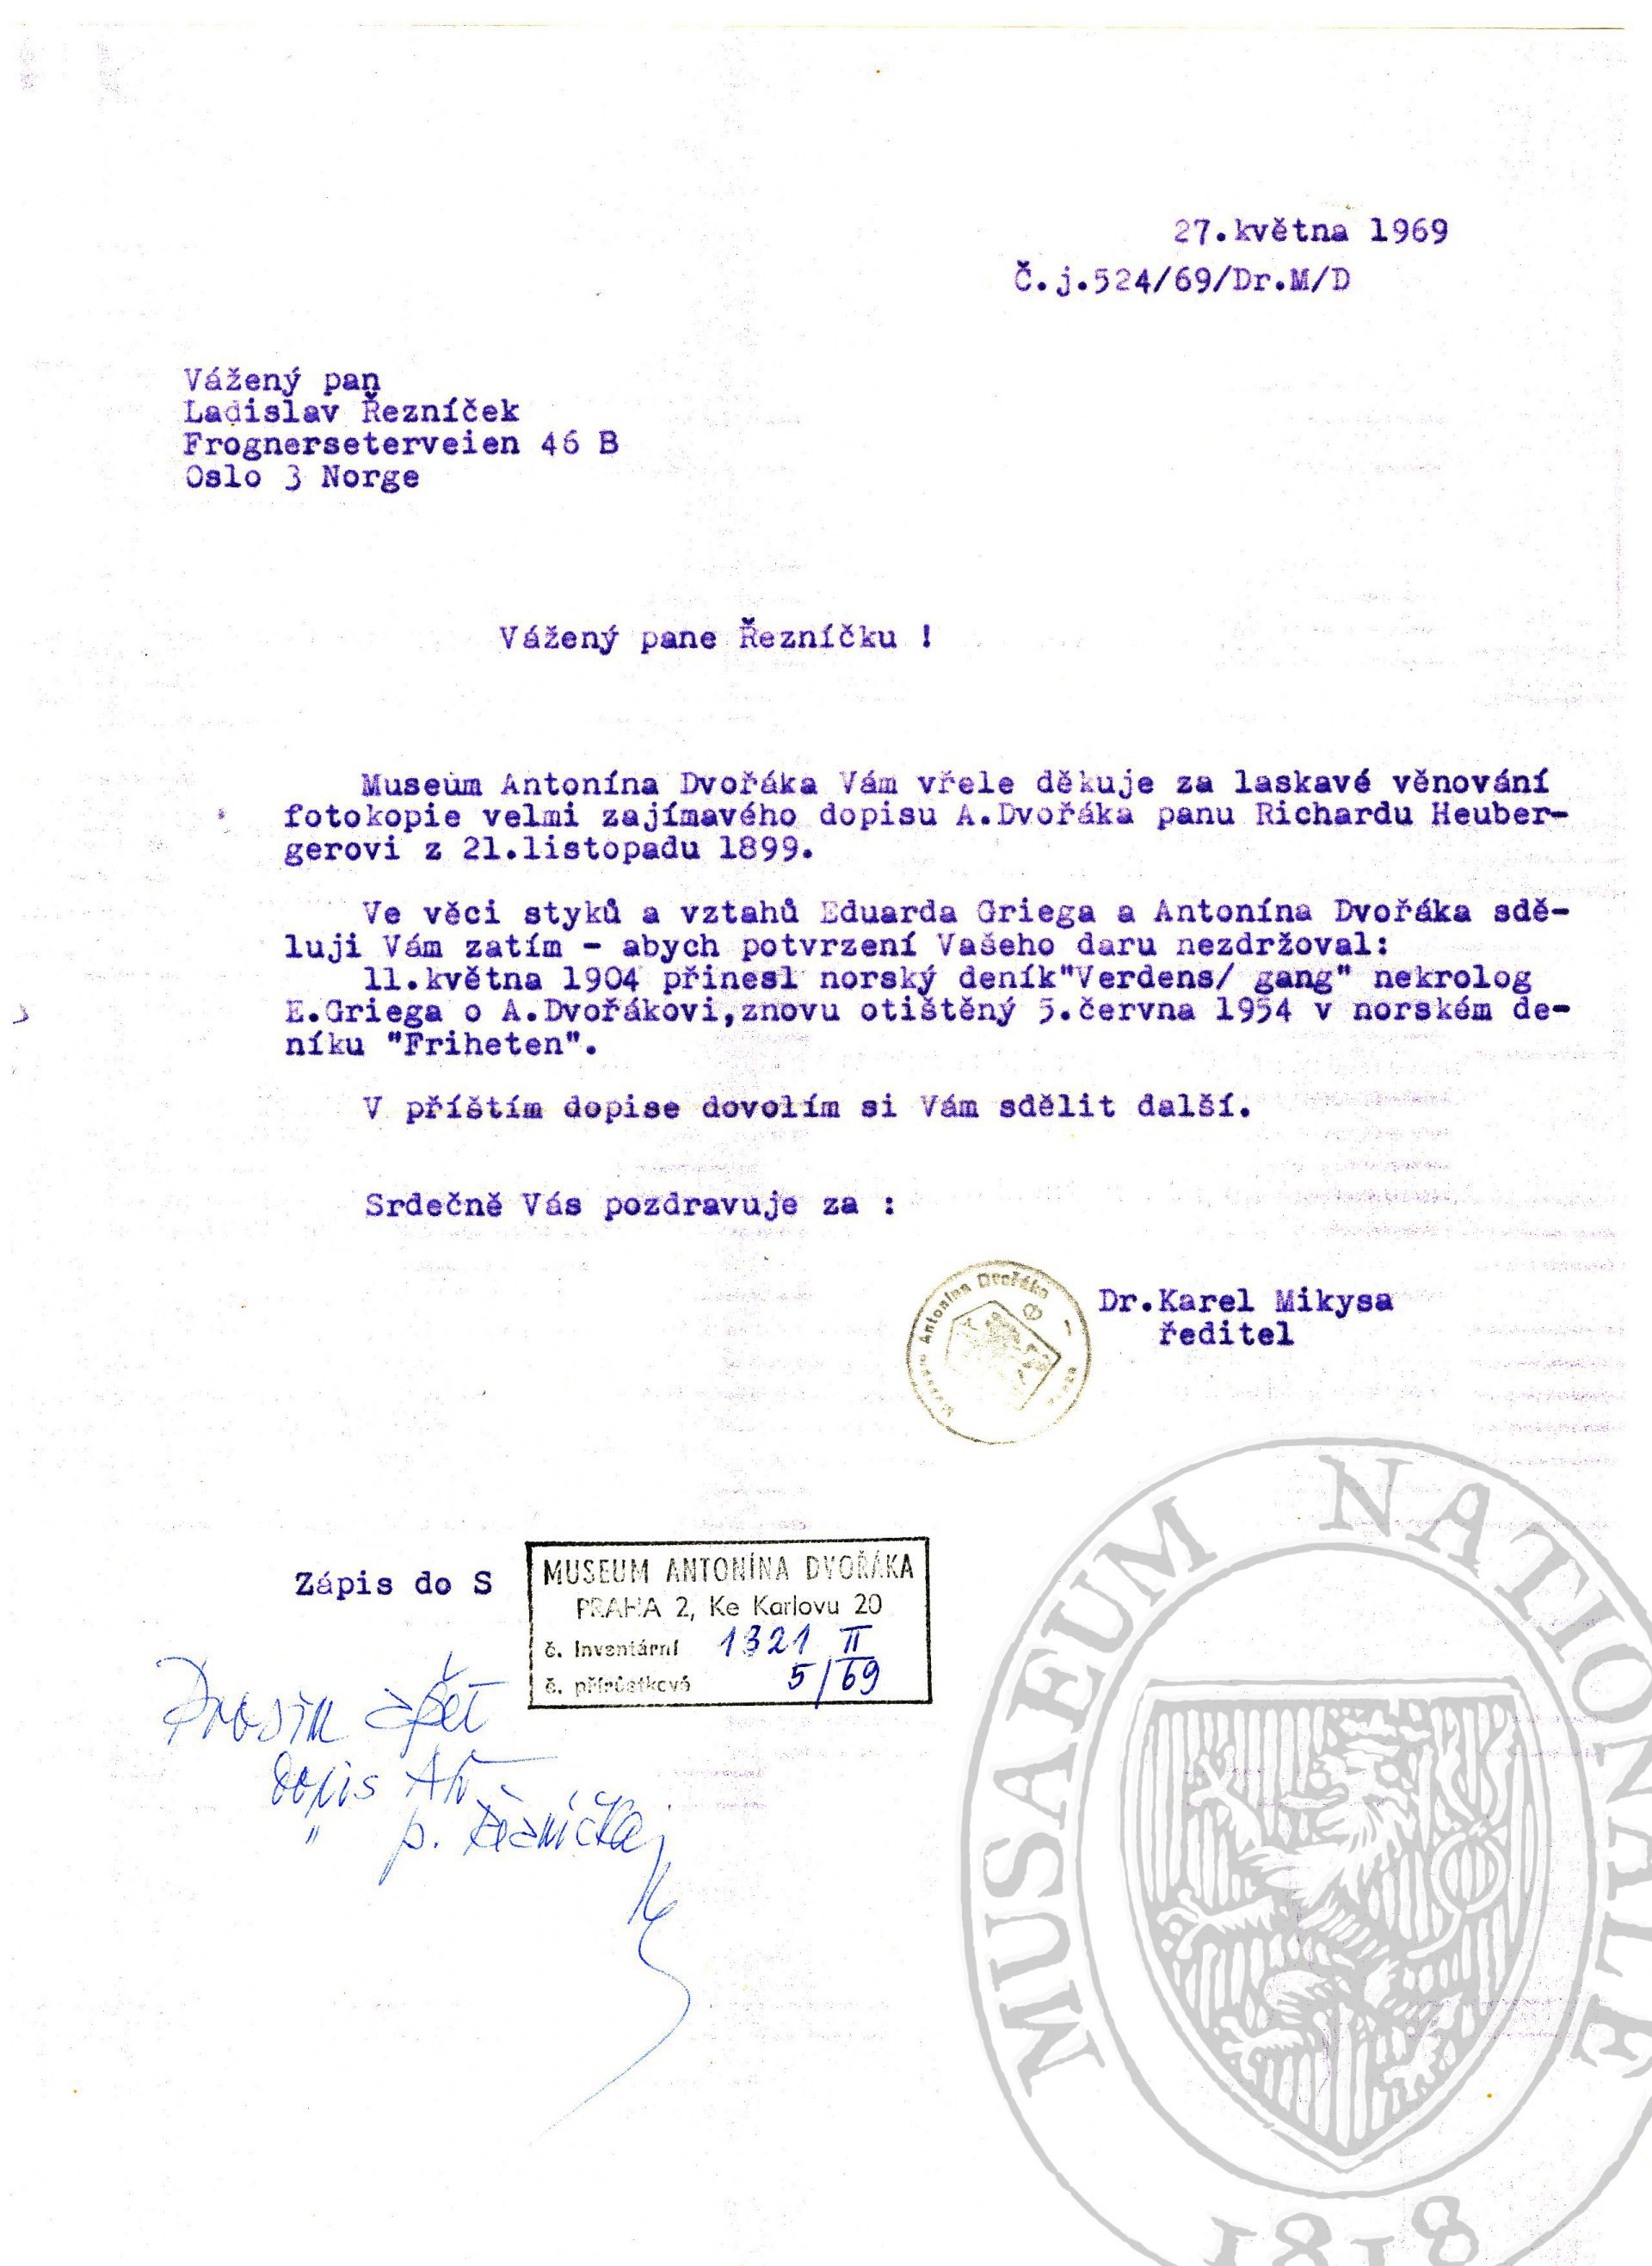 27.května 1969
Č.j.524/69/Dr.M/D
Vážený pan
Ladislav Řezníček
Frognerseterveien 46 B
Oslo 3 Norge
Vážený pane Řezníčku !
Museum Antonína Dvořáka Vám vřele děkuje za laskavé věnování
fotokopie velmi zajímavého dopisu A.Dvořáka panu Richardu Heuber-
gerovi z 21.listopadu 1899.
Ve věci styků a vztahů Eduarda Griega a Antonína Dvořáka sdě-
luji Vám zatím - abych potvrzení Vašeho daru nezdržoval:
11.května 1904 přinesl norský deník"Verdens/ gang" nekrolog
E.Griega o A.Dvořákovi,znovu otištěný 5.června 1954 v norském de-
níku "Friheten".
V příštím dopise dovolím si Vám sdělit další.
Srdečně Vás pozdravuje za :
Museum Antonína Dvořáka
Dr.Karel Mikysa
ředitel
Zápis do S
MUSEUM ANTONÍNA DVOŘÁKA
PRAHA 2, Ke Karlovu 20
č. inventární 1321 II
č. přírůstkové 5/69
Prosím zpět
dopis
" p. Řezníčka
MUSAEUM NATIONALE
1818